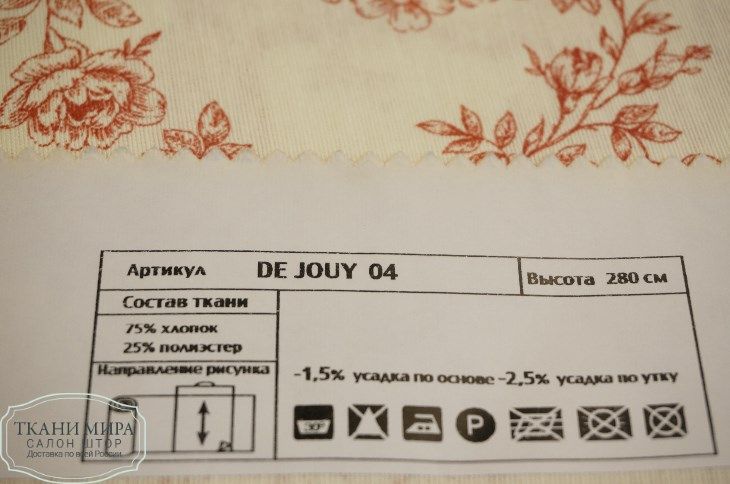 Артикул DE JOUY 04 Высота 280 см
Состав ткани
75% хлопок
25% полиэстер
Направление рисунка
-1,5% усадка по основе -2,5% усадка по утку
30° P
ТКАНИ МИРА
САЛОН ШТОР
Доставка по всей России